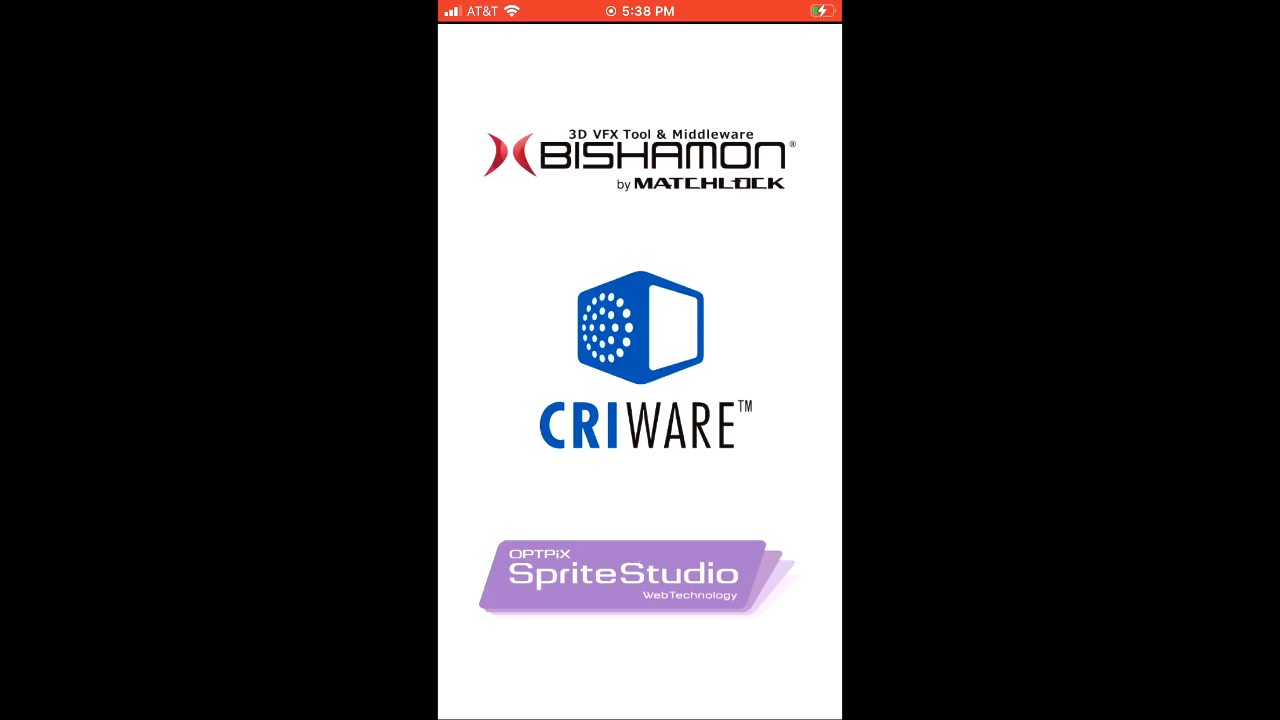 AT&T 5:38 PM
3D VFX Tool & Middleware
BISHAMON®
by MATCHLOCK
CRIWARE™
OPTPiX
SpriteStudio
WebTechnology